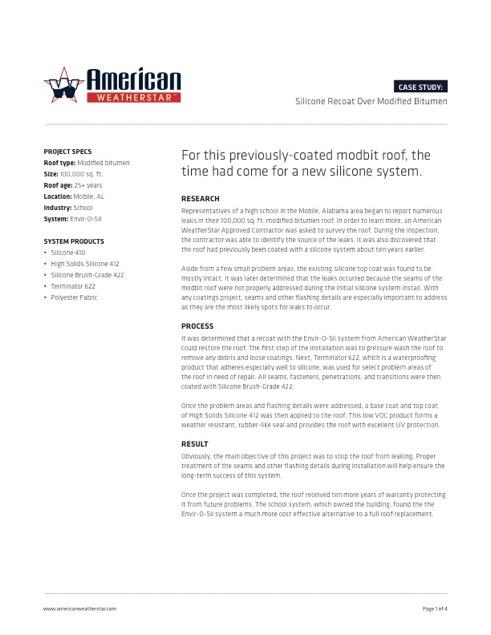 American
WEATHERSTAR
CASE STUDY:
Silicone Recoat Over Modified Bitumen
PROJECT SPECS
Roof type: Modified bitumen
Size: 100,000 sq. ft.
Roof age: 25+ years
Location: Mobile, AL
Industry: School
System: Envir-O-Sil
SYSTEM PRODUCTS
• Silicone 410
• High Solids Silicone 412
• Silicone Brush-Grade 422
• Terminator 622
• Polyester Fabric
For this previously-coated modbit roof, the
time had come for a new silicone system.
RESEARCH
Representatives of a high school in the Mobile, Alabama area began to report numerous
leaks in their 100,000 sq. ft. modified bitumen roof. In order to learn more, an American
WeatherStar Approved Contractor was asked to survey the roof. During the inspection,
the contractor was able to identify the source of the leaks. It was also discovered that
the roof had previously been coated with a silicone system about ten years earlier.
Aside from a few small problem areas, the existing silicone top coat was found to be
mostly intact. It was later determined that the leaks occurred because the seams of the
modbit roof were not properly addressed during the initial silicone system install. With
any coatings project, seams and other flashing details are especially important to address
as they are the most likely spots for leaks to occur.
PROCESS
It was determined that a recoat with the Envir-O-Sil system from American WeatherStar
could restore the roof. The first step of the installation was to pressure wash the roof to
remove any debris and loose coatings. Next, Terminator 622, which is a waterproofing
product that adheres especially well to silicone, was used for select problem areas of
the roof in need of repair. All seams, fasteners, penetrations, and transitions were then
coated with Silicone Brush-Grade 422.
Once the problem areas and flashing details were addressed, a base coat and top coat
of High Solids Silicone 412 was then applied to the roof. This low VOC product forms a
weather resistant, rubber-like seal and provides the roof with excellent UV protection.
RESULT
Obviously, the main objective of this project was to stop the roof from leaking. Proper
treatment of the seams and other flashing details during installation will help ensure the
long-term success of this system.
Once the project was completed, the roof received ten more years of warranty protecting
it from future problems. The school system, which owned the building, found the the
Envir-O-Sil system a much more cost effective alternative to a full roof replacement.
www.americanweatherstar.com
Page 1 of 4